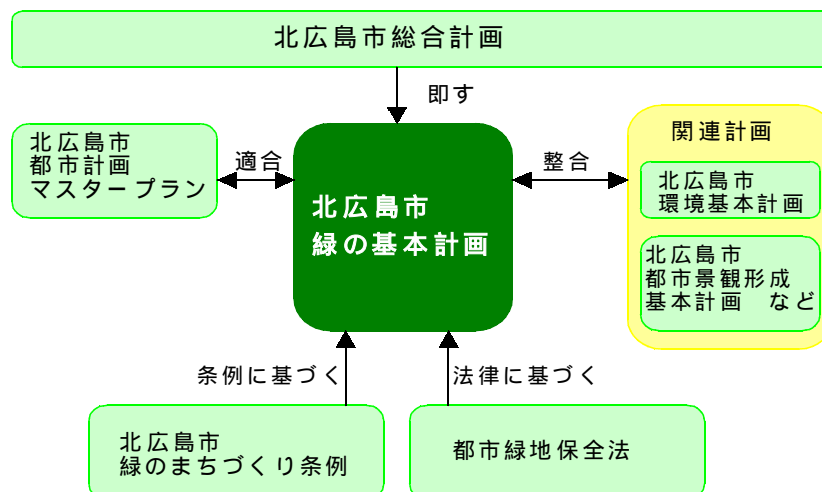 北広島市総合計画
即す
北広島市
都市計画
マスタープラン
適合
北広島市
緑の基本計画
整合
関連計画
北広島市
環境基本計画
北広島市
都市景観形成
基本計画　など
条例に基づく
法律に基づく
北広島市
緑のまちづくり条例
都市緑地保全法